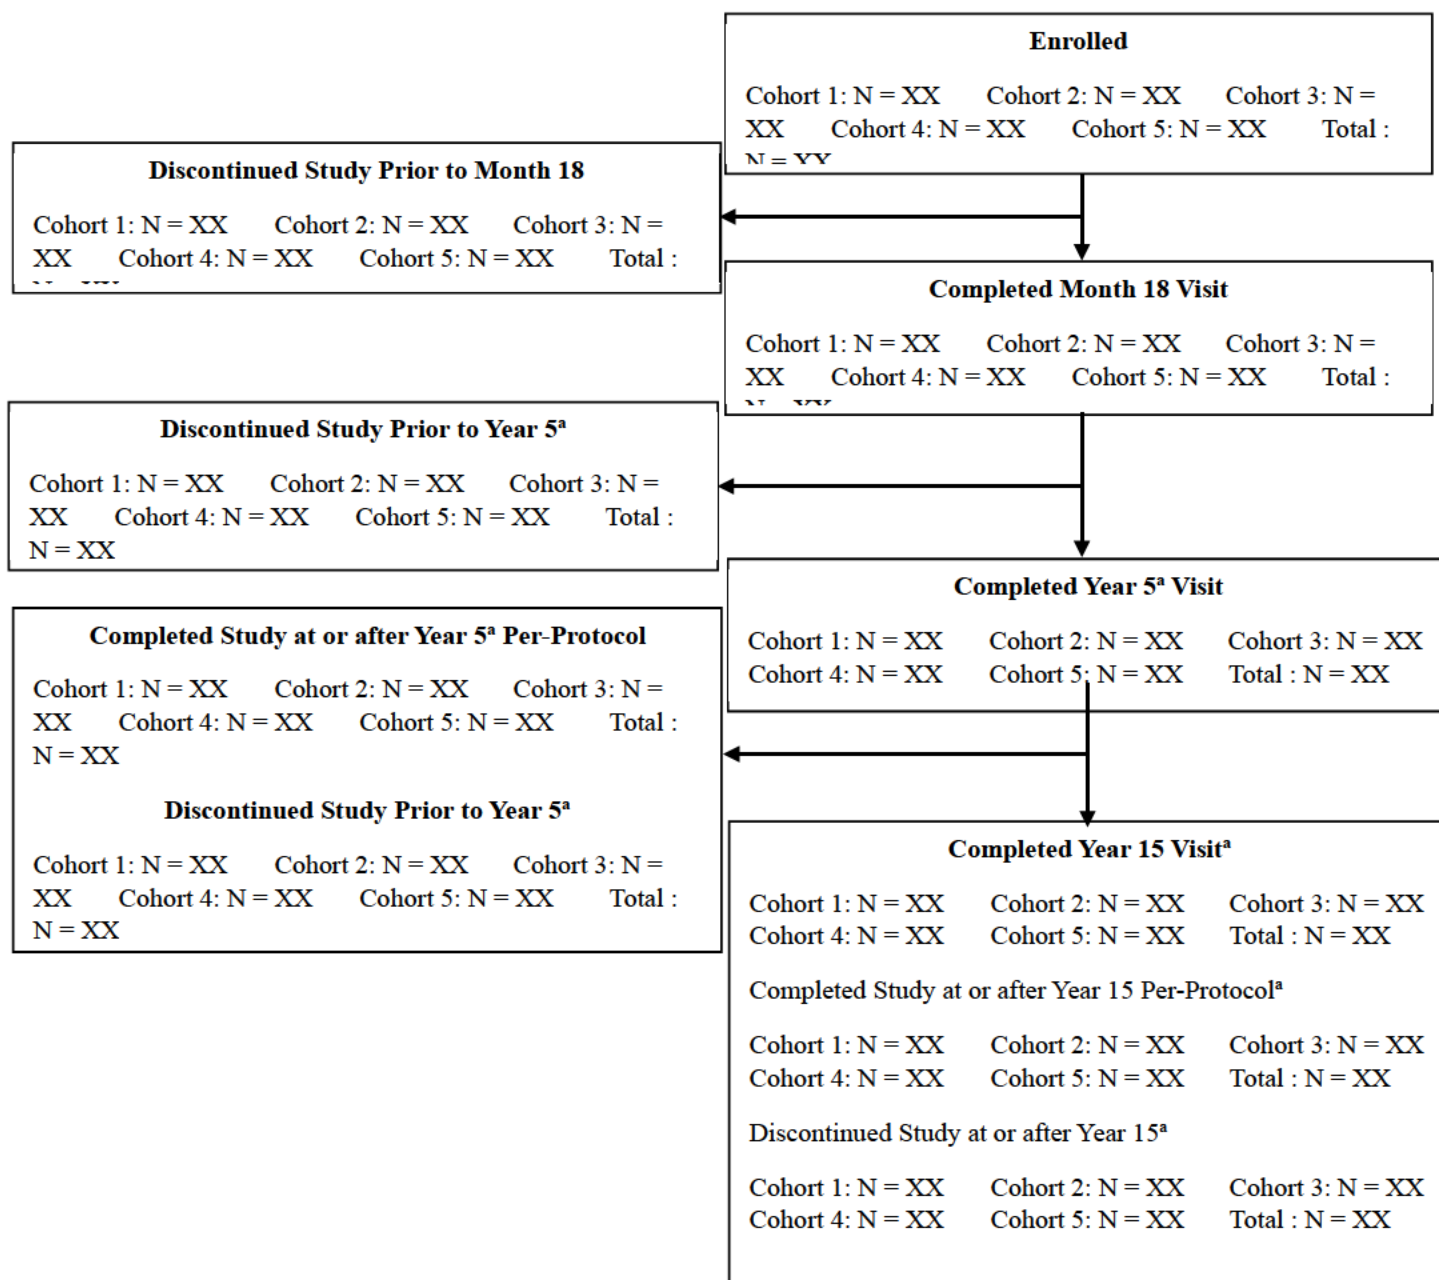 Enrolled
Cohort 1: N = XX Cohort 2: N = XX Cohort 3: N =
XX Cohort 4: N = XX Cohort 5: N = XX Total :
N = XX
Discontinued Study Prior to Month 18
Cohort 1: N = XX Cohort 2: N = XX Cohort 3: N =
XX Cohort 4: N = XX Cohort 5: N = XX Total :
Completed Month 18 Visit
Cohort 1: N = XX Cohort 2: N = XX Cohort 3: N =
XX Cohort 4: N = XX Cohort 5: N = XX Total :
Discontinued Study Prior to Year 5ᵃ
Cohort 1: N = XX Cohort 2: N = XX Cohort 3: N =
XX Cohort 4: N = XX Cohort 5: N = XX Total :
N = XX
Completed Year 5ᵃ Visit
Cohort 1: N = XX Cohort 2: N = XX Cohort 3: N = XX
Cohort 4: N = XX Cohort 5: N = XX Total : N = XX
Completed Study at or after Year 5ᵃ Per-Protocol
Cohort 1: N = XX Cohort 2: N = XX Cohort 3: N =
XX Cohort 4: N = XX Cohort 5: N = XX Total :
N = XX
Discontinued Study Prior to Year 5ᵃ
Cohort 1: N = XX Cohort 2: N = XX Cohort 3: N =
XX Cohort 4: N = XX Cohort 5: N = XX Total :
N = XX
Completed Year 15 Visitᵃ
Cohort 1: N = XX Cohort 2: N = XX Cohort 3: N = XX
Cohort 4: N = XX Cohort 5: N = XX Total : N = XX
Completed Study at or after Year 15 Per-Protocolᵃ
Cohort 1: N = XX Cohort 2: N = XX Cohort 3: N = XX
Cohort 4: N = XX Cohort 5: N = XX Total : N = XX
Discontinued Study at or after Year 15ᵃ
Cohort 1: N = XX Cohort 2: N = XX Cohort 3: N = XX
Cohort 4: N = XX Cohort 5: N = XX Total : N = XX